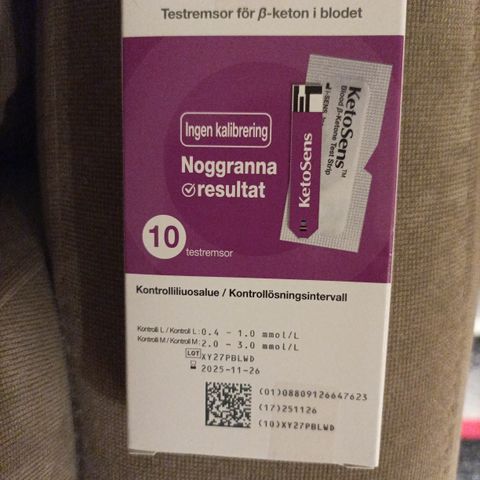 Testremsor för β-keton i blodet
Ingen kalibrering
Noggranna
resultat
10
testremsor
KetoSens
KetoSens™
Blood β-Ketone Test Strip
i-SENS
Kontrolliliuosalue / Kontrollösningsintervall
Kontrolli L / Kontroll L : 0.4 - 1.0 mmol/L
Kontrolli M / Kontroll M : 2.0 - 3.0 mmol/L
LOT XY27PBLWD
2025-11-26
(01)08809126647623
(17)251126
(10)XY27PBLWD